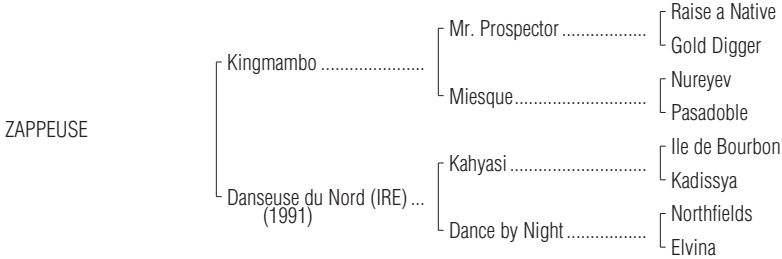 Raise a Native
Mr. Prospector ..................
Gold Digger
Kingmambo ......................
Nureyev
Miesque............................
Pasadoble
ZAPPEUSE
Ile de Bourbon
Kahyasi .............................
Kadissya
Danseuse du Nord (IRE) ...
(1991)
Northfields
Dance by Night.................
Elvina